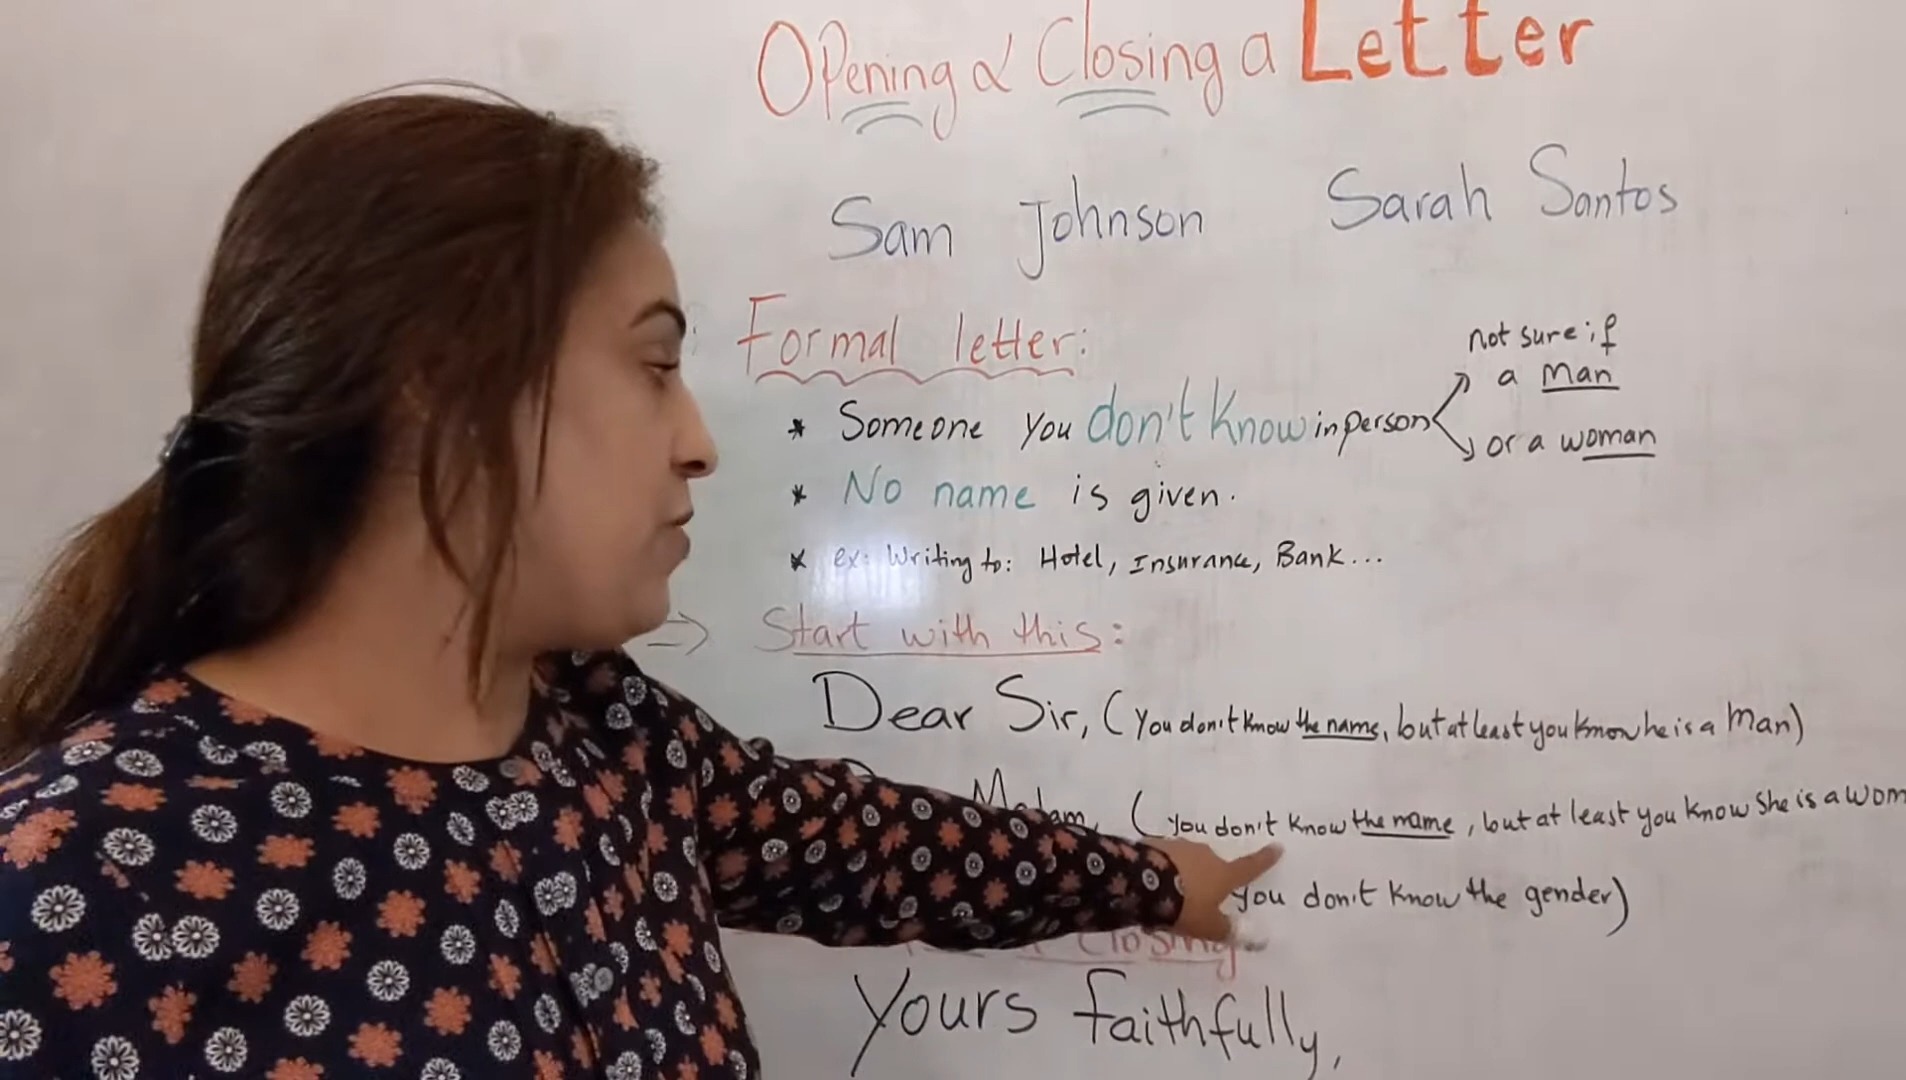 Opening & Closing a Letter
Sam Johnson Sarah Santos
Formal letter:
not sure if
a man
* Someone you don't know in person
or a woman
* No name is given.
* ex: Writing to: Hotel, Insurance, Bank...
⇒ Start with this:
Dear Sir, (you don't know the name, but at least you know he is a man)
Madam, (you don't know the name, but at least you know she is a wom
you don't know the gender)
Closing
Yours faithfully,